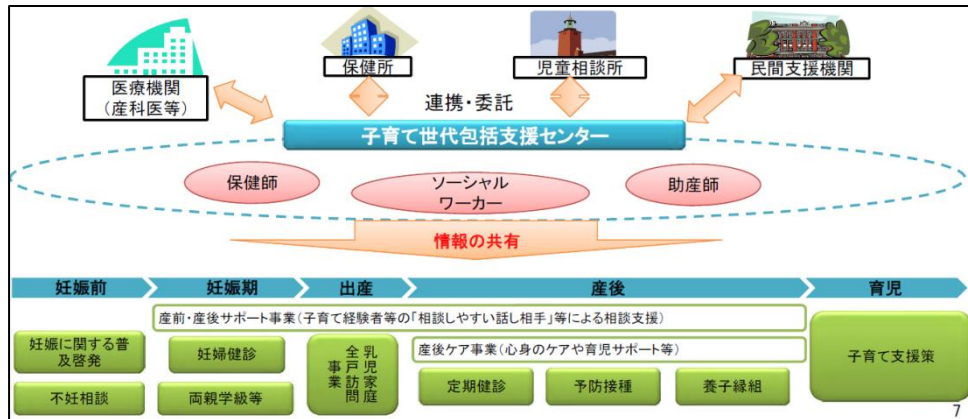 医療機関
(産科医等)
保健所
児童相談所
民間支援機関
連携・委託
子育て世代包括支援センター
保健師
ソーシャル
ワーカー
助産師
情報の共有
妊娠前
妊娠期
出産
産後
育児
産前・産後サポート事業(子育て経験者等の「相談しやすい話し相手」等による相談支援)
妊娠に関する普
及啓発
妊婦健診
乳児家庭
全戸訪問
事業
産後ケア事業(心身のケアや育児サポート等)
子育て支援策
不妊相談
両親学級等
定期健診
予防接種
養子縁組
7